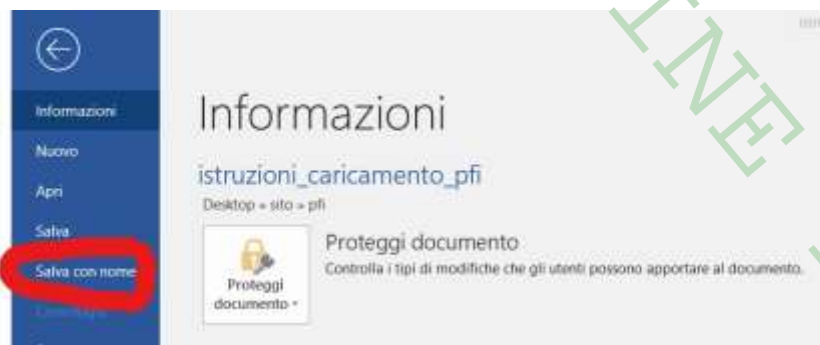 Informazioni
Nuovo
Apri
Salva
Salva con nome
Informazioni
istruzioni_caricamento_pfi
Desktop » sito » pfi
Proteggi documento
Controlla i tipi di modifiche che gli utenti possono apportare al documento.
Proteggi
documento
INE